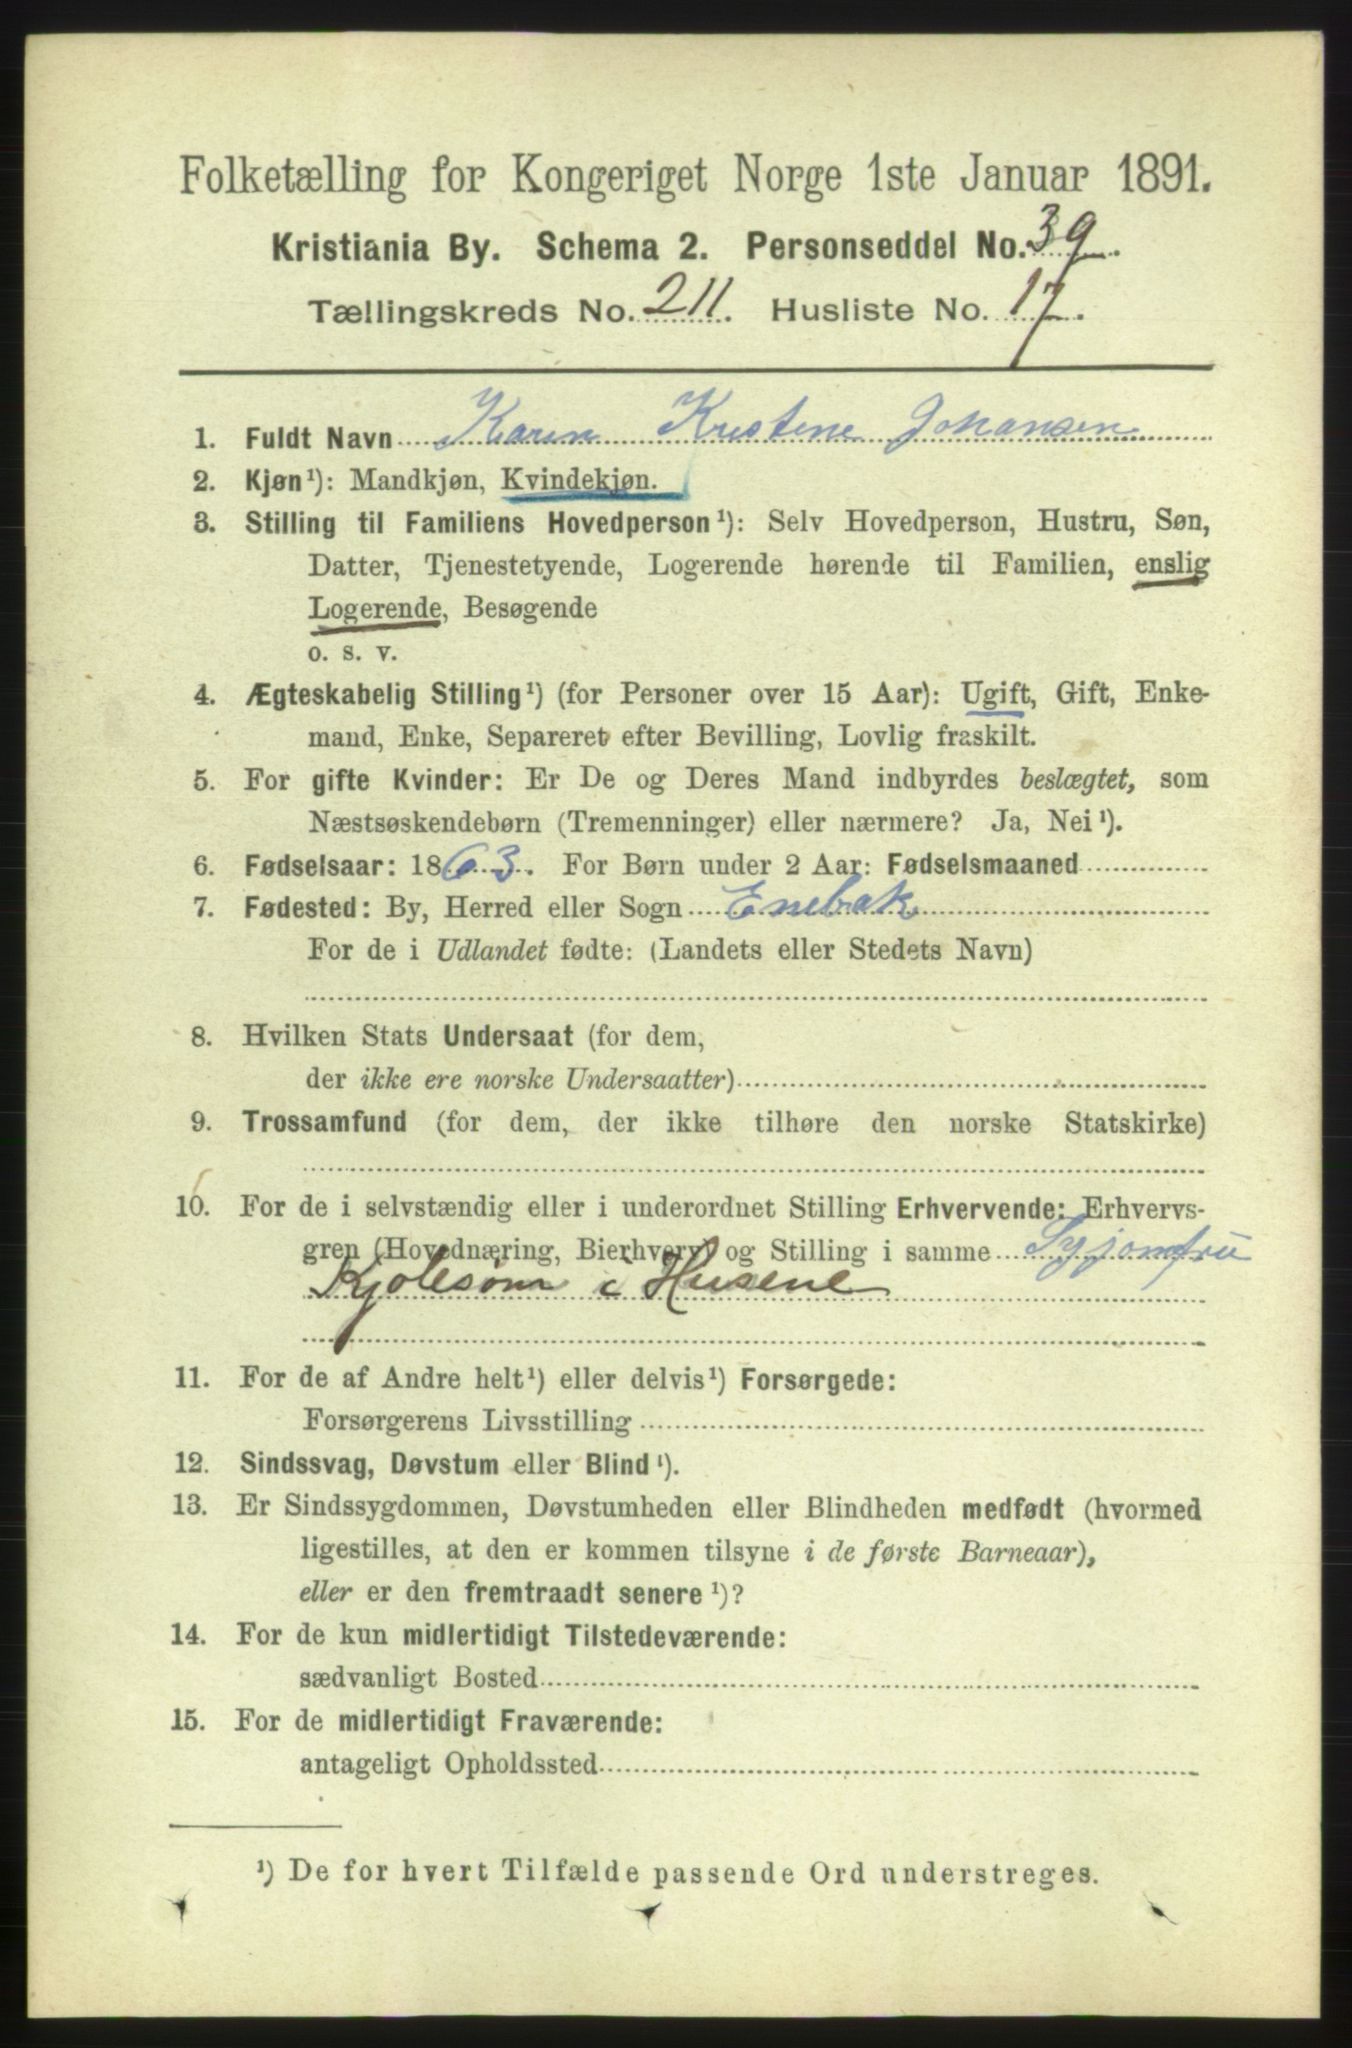 Folketælling for Kongeriget Norge 1ste Januar 1891.
Kristiania By. Schema 2. Personseddel No. 39.
Tællingskreds No. 211. Husliste No. 17.
1. Fuldt Navn Karen Kristine Johansen
2. Kjøn¹): Mandkjøn, Kvindekjøn.
3. Stilling til Familiens Hovedperson¹): Selv Hovedperson, Hustru, Søn,
Datter, Tjenestetyende, Logerende hørende til Familien, enslig
Logerende, Besøgende
o. s. v.
4. Ægteskabelig Stilling¹) (for Personer over 15 Aar): Ugift, Gift, Enke-
mand, Enke, Separeret efter Bevilling, Lovlig fraskilt.
5. For gifte Kvinder: Er De og Deres Mand indbyrdes beslægtet, som
Næstsøskendebørn (Tremenninger) eller nærmere? Ja, Nei¹).
6. Fødselsaar: 1863. For Børn under 2 Aar: Fødselsmaaned
7. Fødested: By, Herred eller Sogn Enebak
For de i Udlandet fødte: (Landets eller Stedets Navn)
8. Hvilken Stats Undersaat (for dem,
der ikke ere norske Undersaatter)
9. Trossamfund (for dem, der ikke tilhøre den norske Statskirke)
10. For de i selvstændig eller i underordnet Stilling Erhvervende: Erhvervs-
gren (Hovednæring, Bierhverv) og Stilling i samme Syjomfru
Kjolesøm i Husene
11. For de af Andre helt¹) eller delvis¹) Forsørgede:
Forsørgerens Livsstilling
12. Sindssvag, Døvstum eller Blind¹).
13. Er Sindssygdommen, Døvstumheden eller Blindheden medfødt (hvormed
ligestilles, at den er kommen tilsyne i de første Barneaar),
eller er den fremtraadt senere¹)?
14. For de kun midlertidigt Tilstedeværende:
sædvanligt Bosted
15. For de midlertidigt Fraværende:
antageligt Opholdssted
¹) De for hvert Tilfælde passende Ord understreges.